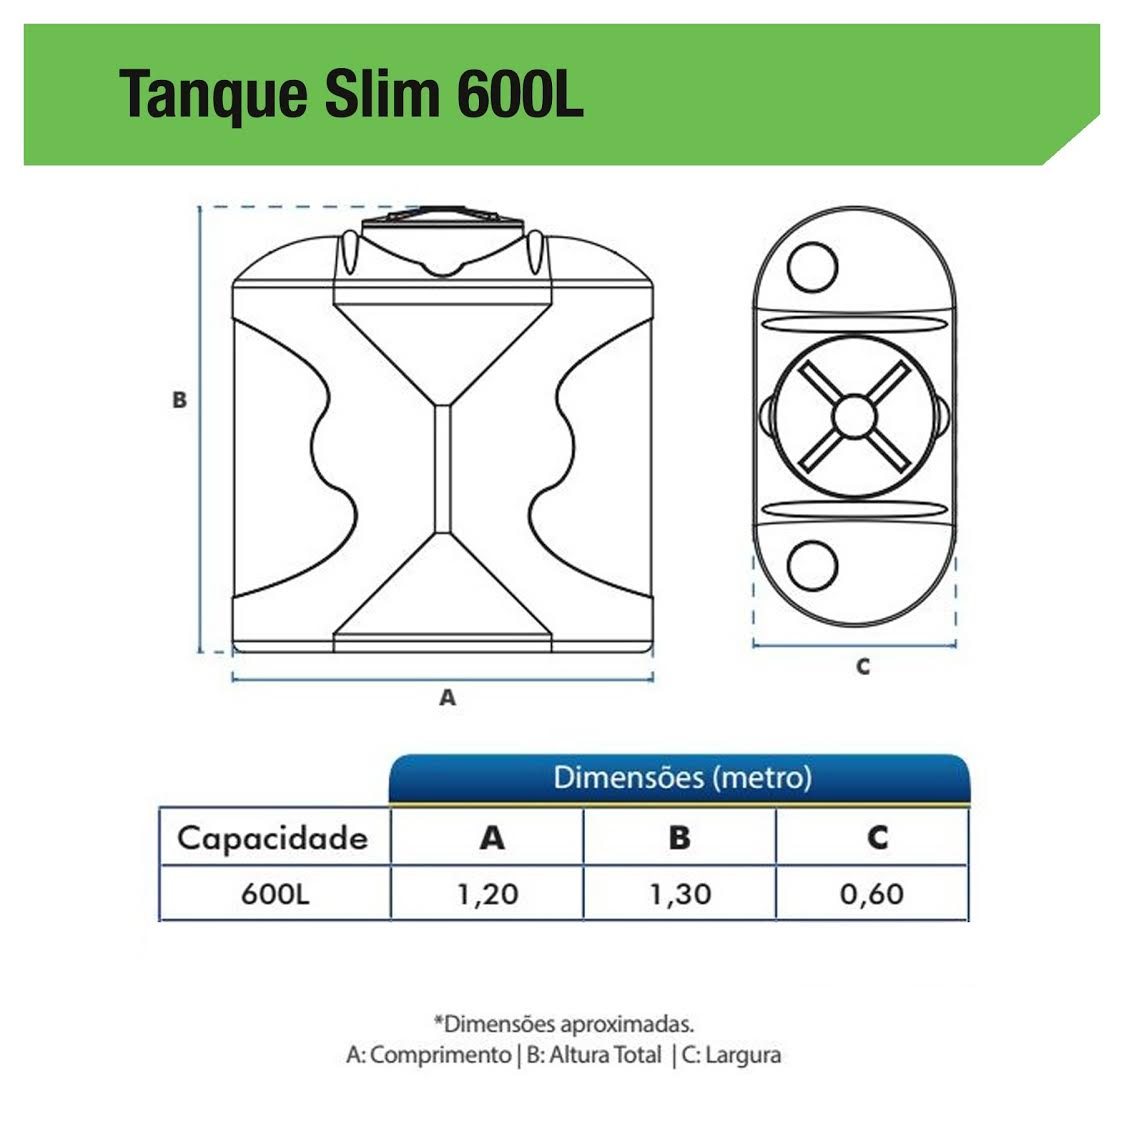 Tanque Slim 600L
B
A
C
Dimensões (metro)
Capacidade A B C
600L 1,20 1,30 0,60
*Dimensões aproximadas.
A: Comprimento | B: Altura Total | C: Largura